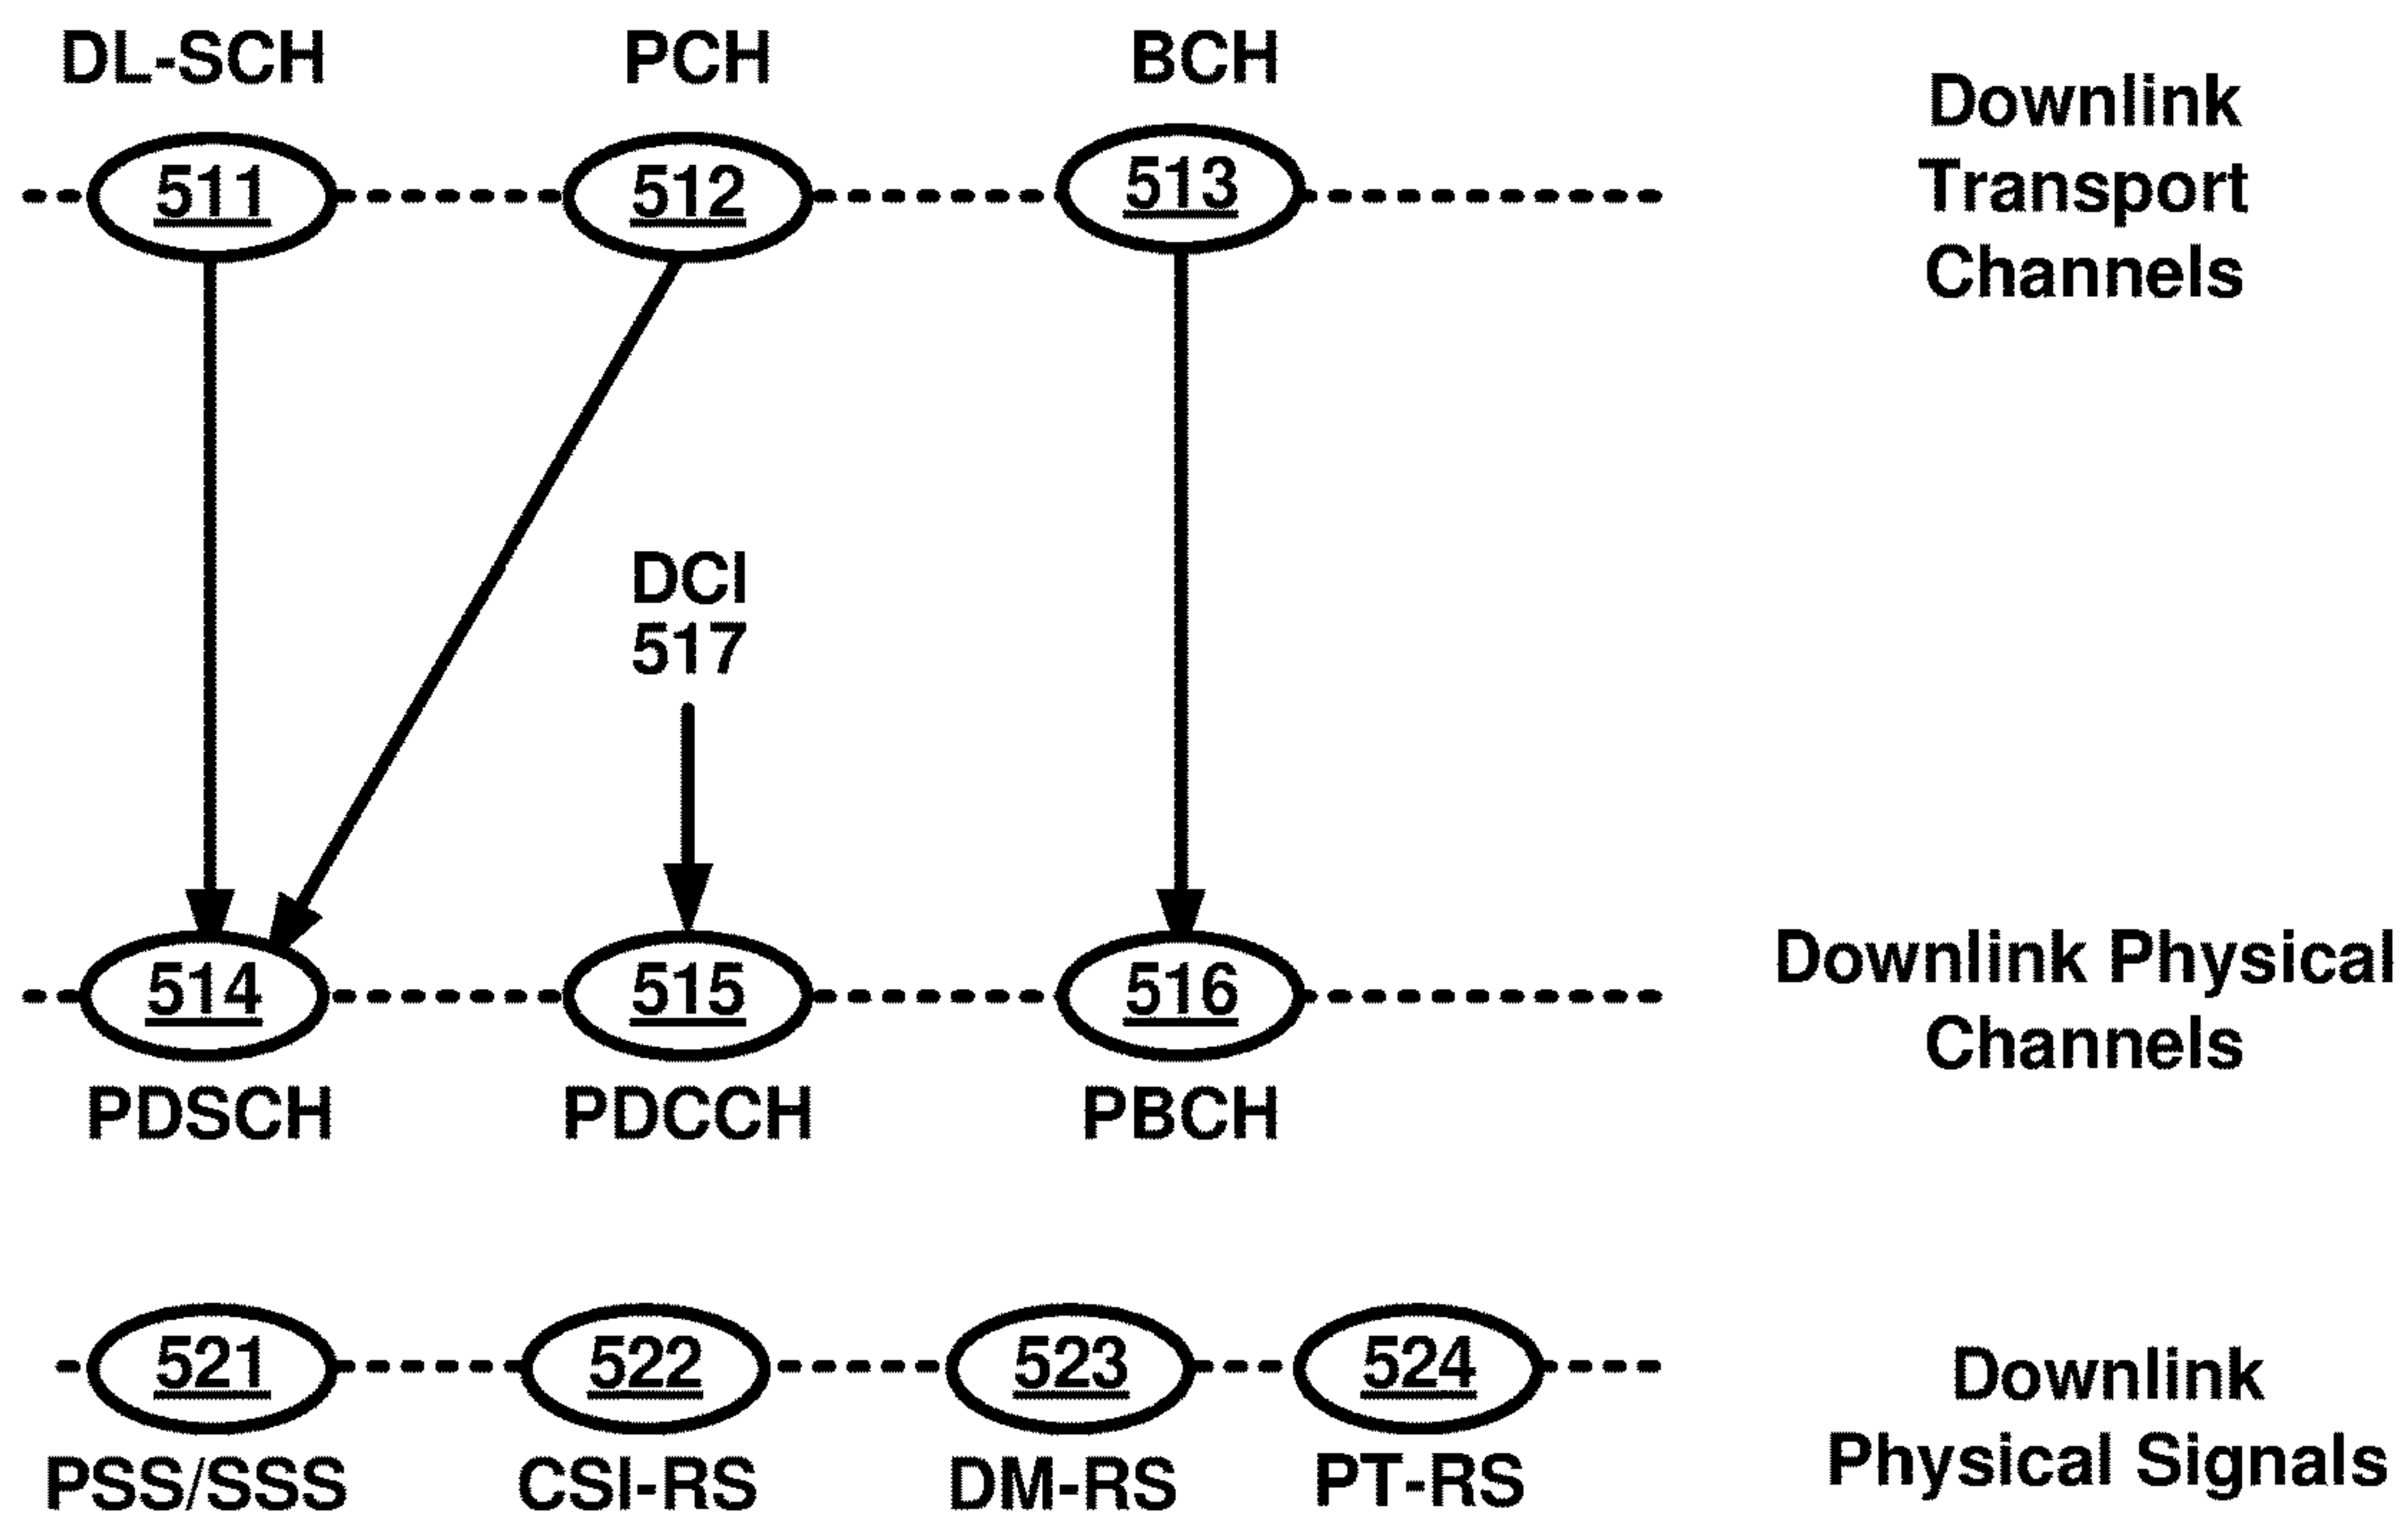 DL-SCH
PCH
BCH
Downlink
Transport
Channels
511
512
513
DCI
517
514
515
516
Downlink Physical
Channels
PDSCH
PDCCH
PBCH
521
522
523
524
Downlink
Physical Signals
PSS/SSS
CSI-RS
DM-RS
PT-RS